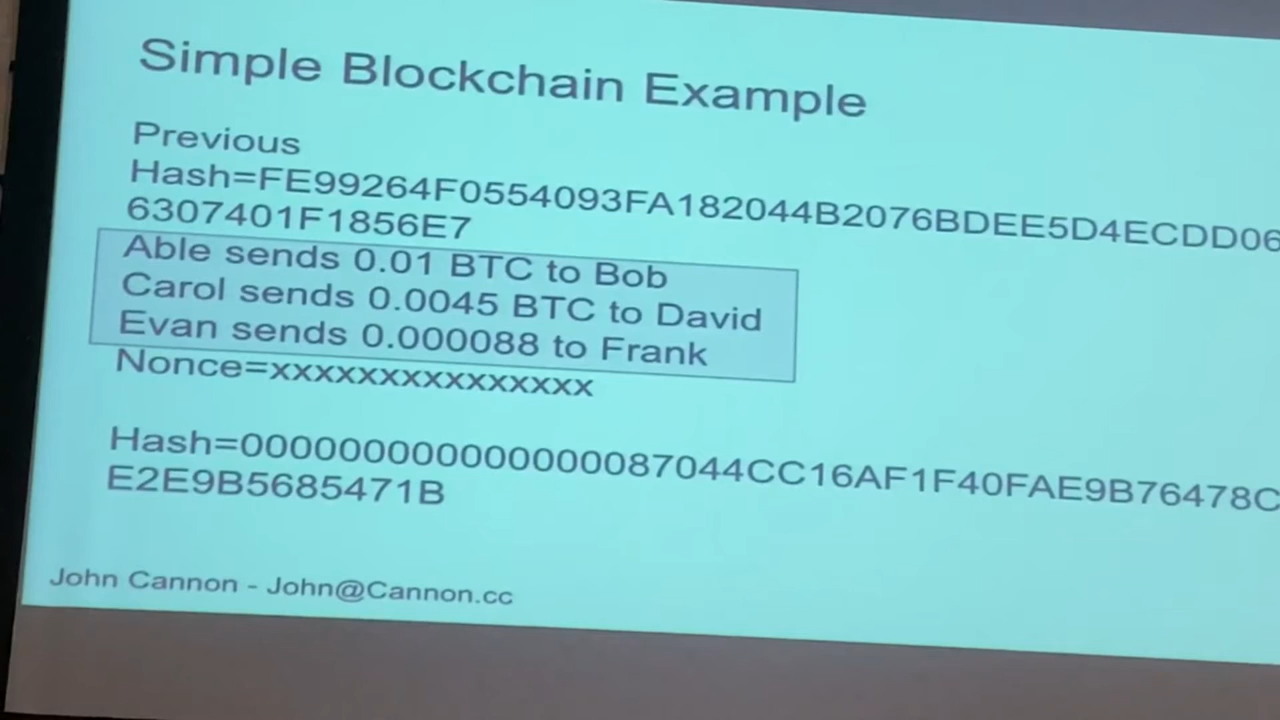 Simple Blockchain Example
Previous
Hash=FE99264F0554093FA182044B2076BDEE5D4ECDD06
6307401F1856E7
Able sends 0.01 BTC to Bob
Carol sends 0.0045 BTC to David
Evan sends 0.000088 to Frank
Nonce=xxxxxxxxxxxxxxx
Hash=00000000000000000087044CC16AF1F40FAE9B76478C
E2E9B5685471B
John Cannon - John@Cannon.cc